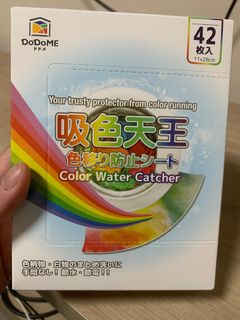 DoDoME
ドドメ
42
枚入
11×28cm
Your trusty protector from color running
吸色天王
色移り防止シート
Color Water Catcher
色柄物・白物のまとめ洗いに
手間なし！節水・節電！！